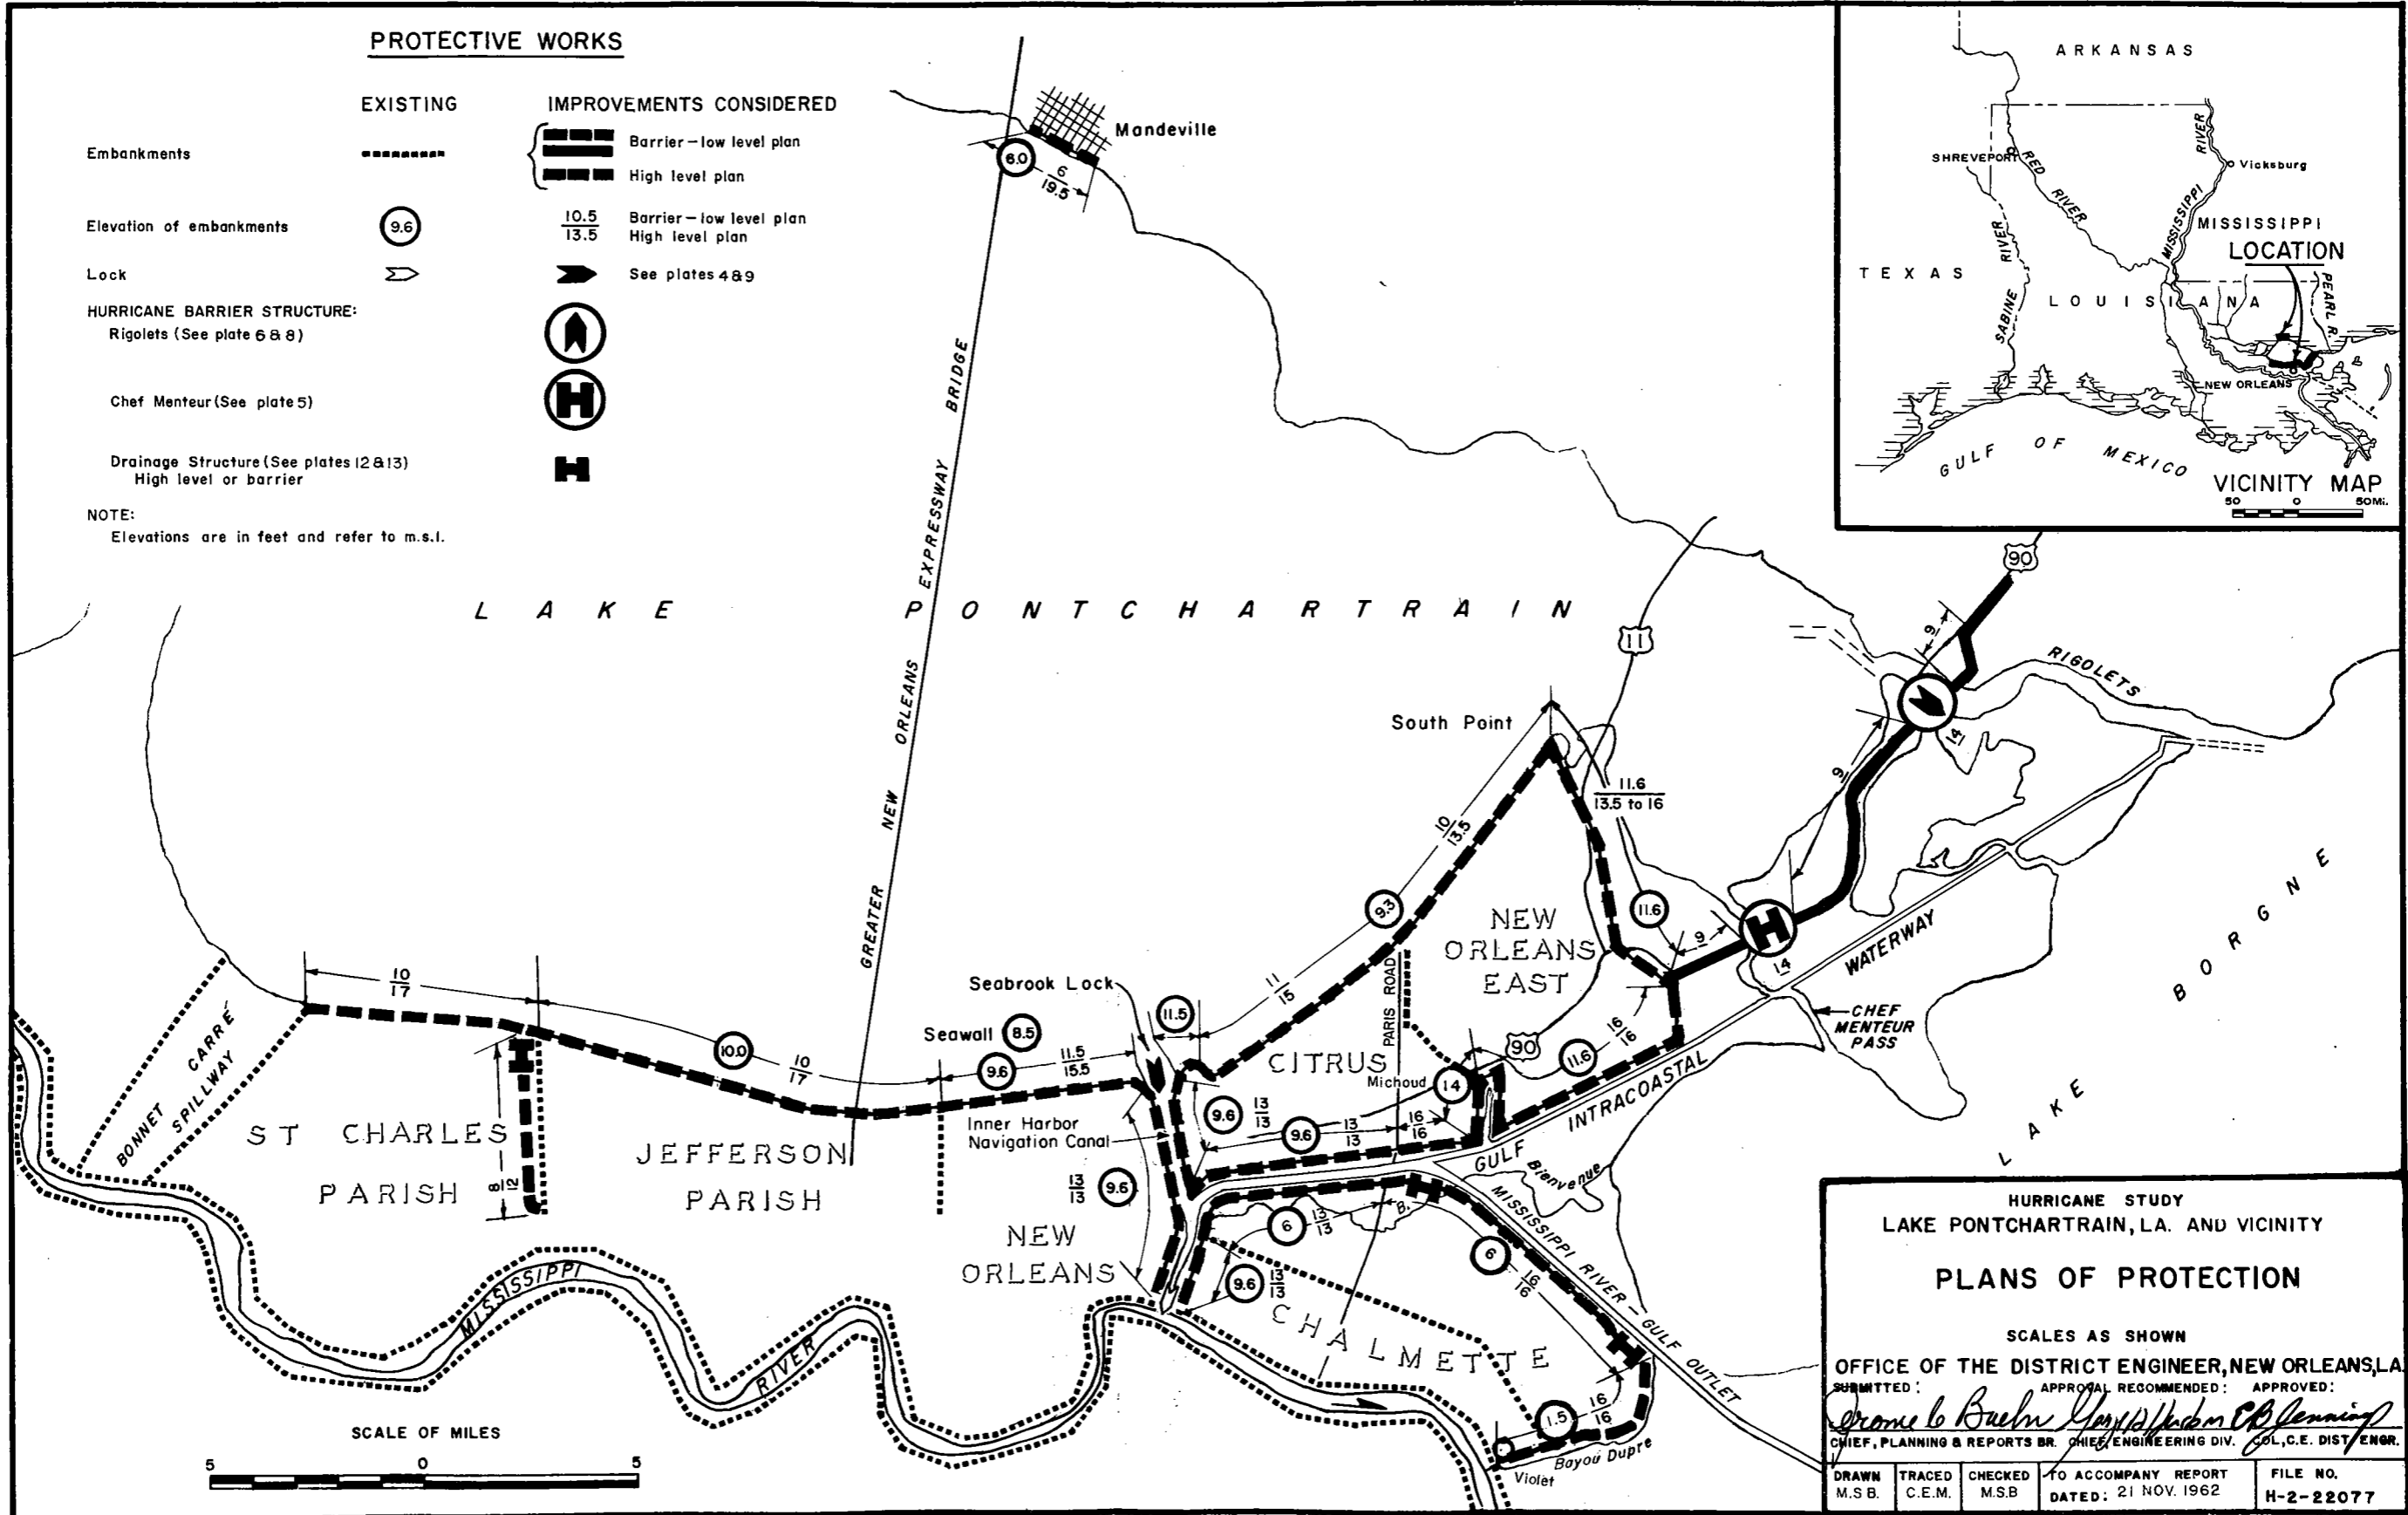 PROTECTIVE WORKS
EXISTING
IMPROVEMENTS CONSIDERED
Embankments
Barrier-low level plan
High level plan
Elevation of embankments
9.6
10.5
13.5
Barrier-low level plan
High level plan
Lock
See plates 4&9
HURRICANE BARRIER STRUCTURE:
Rigolets (See plate 6 & 8)
Chef Menteur (See plate 5)
H
Drainage Structure (See plates 12 & 13)
High level or barrier
H
NOTE:
Elevations are in feet and refer to m.s.l.
Mandeville
6.0
6
19.5
GREATER NEW ORLEANS EXPRESSWAY BRIDGE
LAKE PONTCHARTRAIN
ARKANSAS
SHREVEPORT
RED RIVER
MISSISSIPPI RIVER
Vicksburg
MISSISSIPPI
LOCATION
TEXAS
SABINE RIVER
LOUISIANA
PEARL R.
NEW ORLEANS
GULF OF MEXICO
VICINITY MAP
50 0 50Mi.
90
11
9
RIGOLETS
14
9
South Point
11.6
13.5 to 16
10
13.5
9.3
11.6
9
H
14
NEW
ORLEANS
EAST
WATERWAY
LAKE BORGNE
CHEF
MENTEUR
PASS
10
17
10.0
10
17
Seabrook Lock
Seawall 8.5
9.6
11.5
15.5
11.5
11
15
PARIS ROAD
CITRUS
90
Michoud
14
11.6
16
16
GULF INTRACOASTAL
BONNET CARRÉ
SPILLWAY
ST CHARLES
PARISH
8
12
JEFFERSON
PARISH
Inner Harbor
Navigation Canal
9.6
13
13
9.6
13
13
16
16
13
13
9.6
NEW
ORLEANS
Bienvenue
B.
6
13
13
9.6
13
13
6
16
16
MISSISSIPPI RIVER-GULF OUTLET
CHALMETTE
1.5
16
16
Bayou Dupre
Violet
MISSISSIPPI
RIVER
SCALE OF MILES
5 0 5
HURRICANE STUDY
LAKE PONTCHARTRAIN, LA. AND VICINITY
PLANS OF PROTECTION
SCALES AS SHOWN
OFFICE OF THE DISTRICT ENGINEER, NEW ORLEANS, LA.
SUBMITTED: APPROVAL RECOMMENDED: APPROVED:
CHIEF, PLANNING & REPORTS BR. CHIEF, ENGINEERING DIV. COL, C.E. DIST ENGR.
DRAWN
M.S B.
TRACED
C.E.M.
CHECKED
M.S.B
TO ACCOMPANY REPORT
DATED: 21 NOV. 1962
FILE NO.
H-2-22077